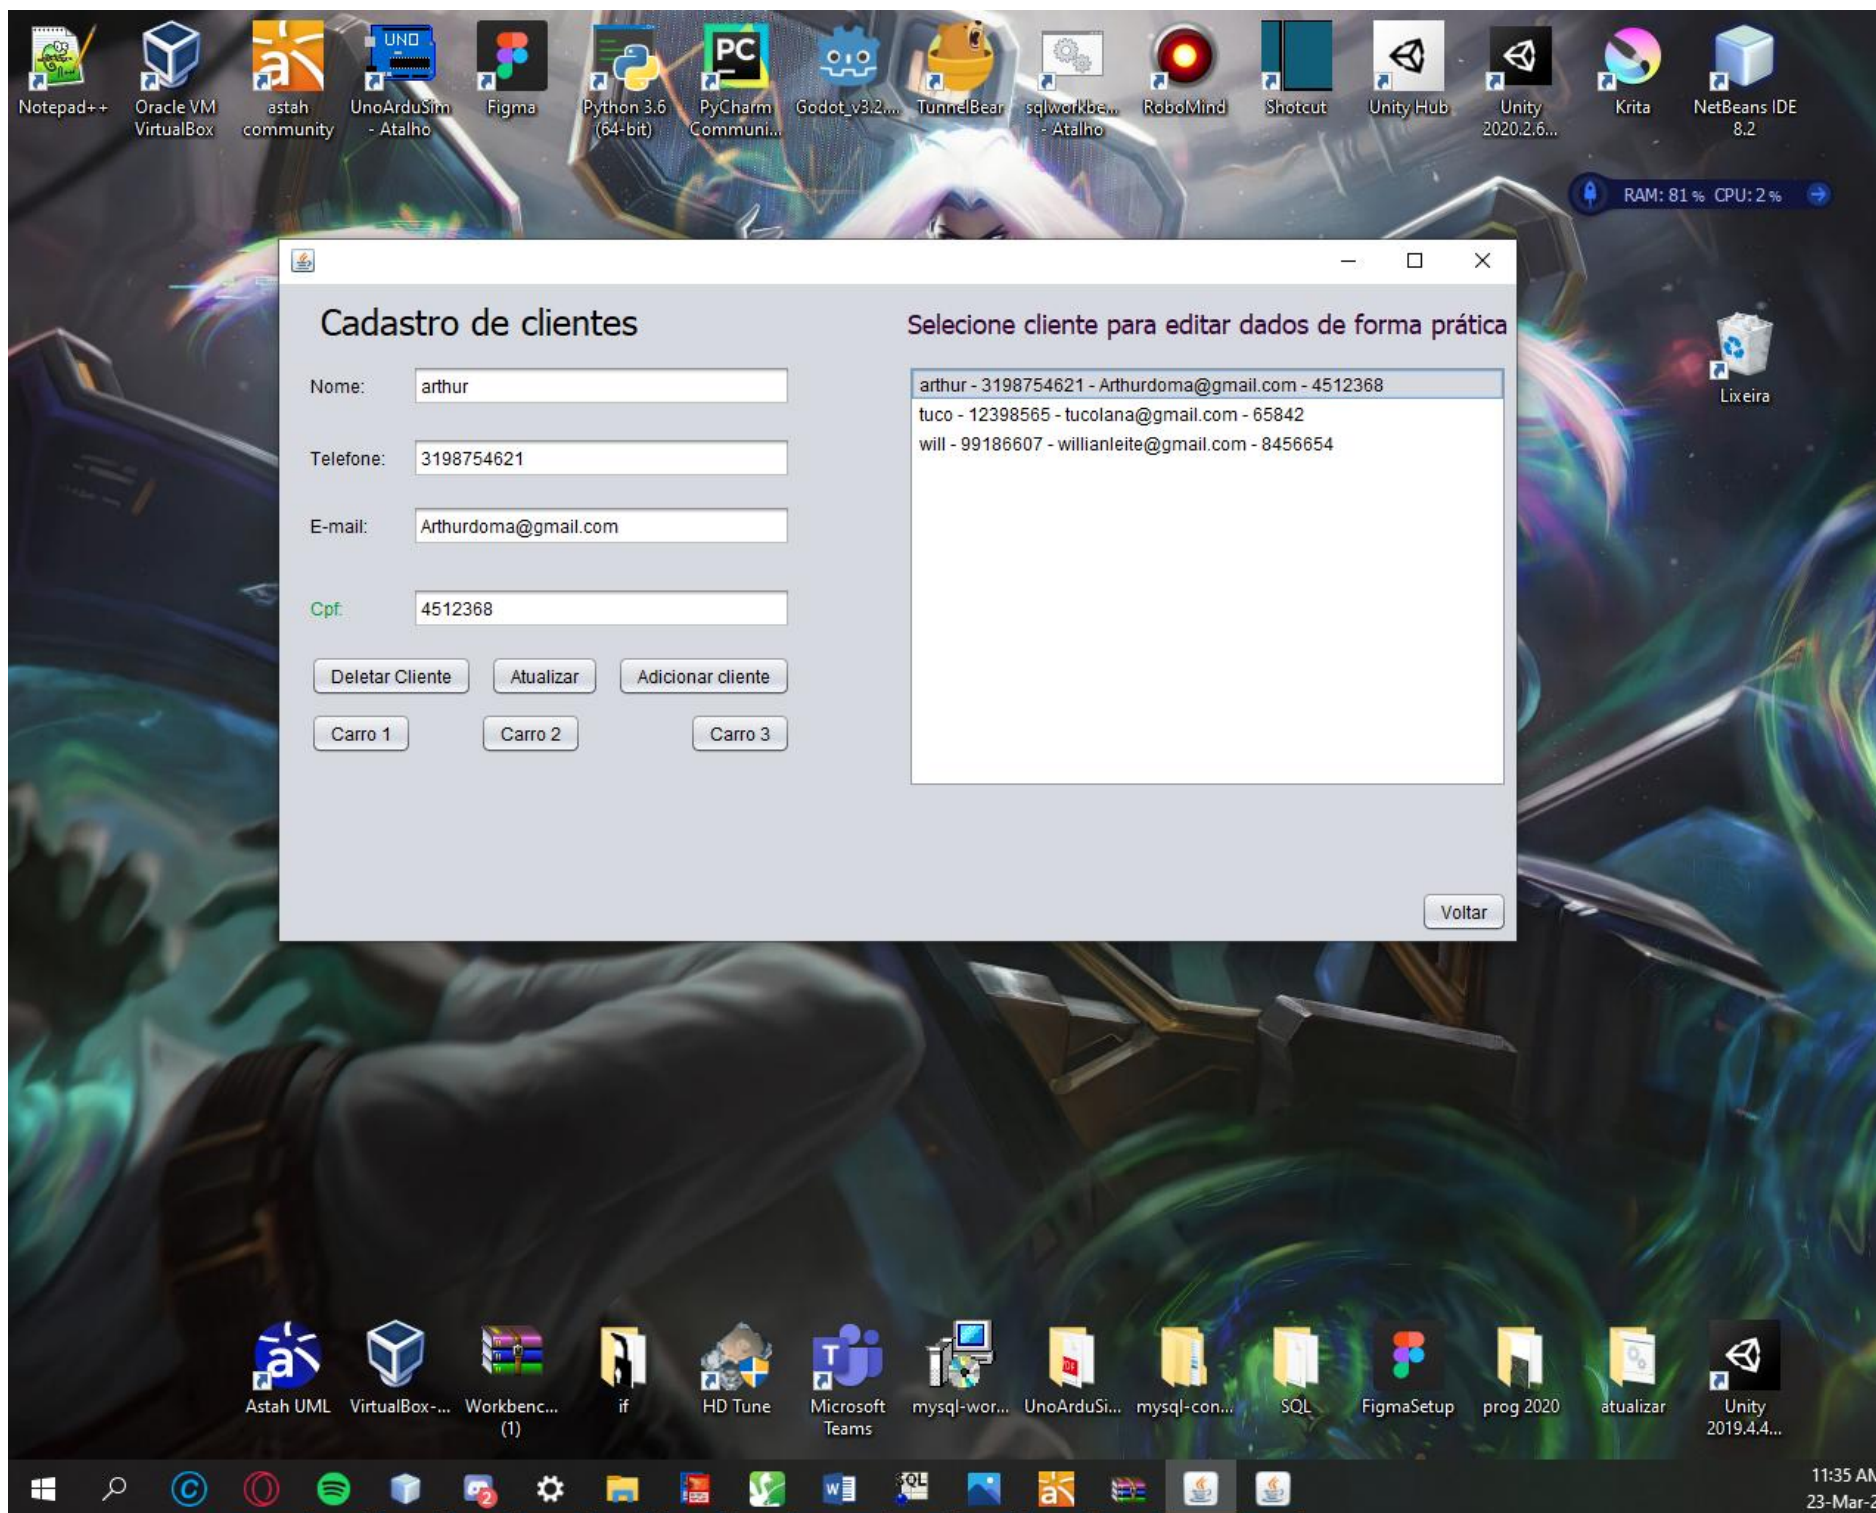 UNO
PC
Notepad++
Oracle VM
VirtualBox
astah
community
UnoArduSim
- Atalho
Figma
Python 3.6
(64-bit)
PyCharm
Communi...
Godot_v3.2....
TunnelBear
sqlworkbe...
- Atalho
RoboMind
Shotcut
Unity Hub
Unity
2020.2.6...
Krita
NetBeans IDE
8.2
RAM: 81 % CPU: 2 %
Lixeira
Cadastro de clientes
Selecione cliente para editar dados de forma prática
Nome: arthur
Telefone: 3198754621
E-mail: Arthurdoma@gmail.com
Cpf: 4512368
Deletar Cliente
Atualizar
Adicionar cliente
Carro 1
Carro 2
Carro 3
arthur - 3198754621 - Arthurdoma@gmail.com - 4512368
tuco - 12398565 - tucolana@gmail.com - 65842
will - 99186607 - willianleite@gmail.com - 8456654
Voltar
Astah UML
VirtualBox-...
Workbenc...
(1)
if
HD Tune
Microsoft
Teams
mysql-wor...
UnoArduSi...
mysql-con...
SQL
FigmaSetup
prog 2020
atualizar
Unity
2019.4.4...
SQL
11:35 AM
23-Mar-2